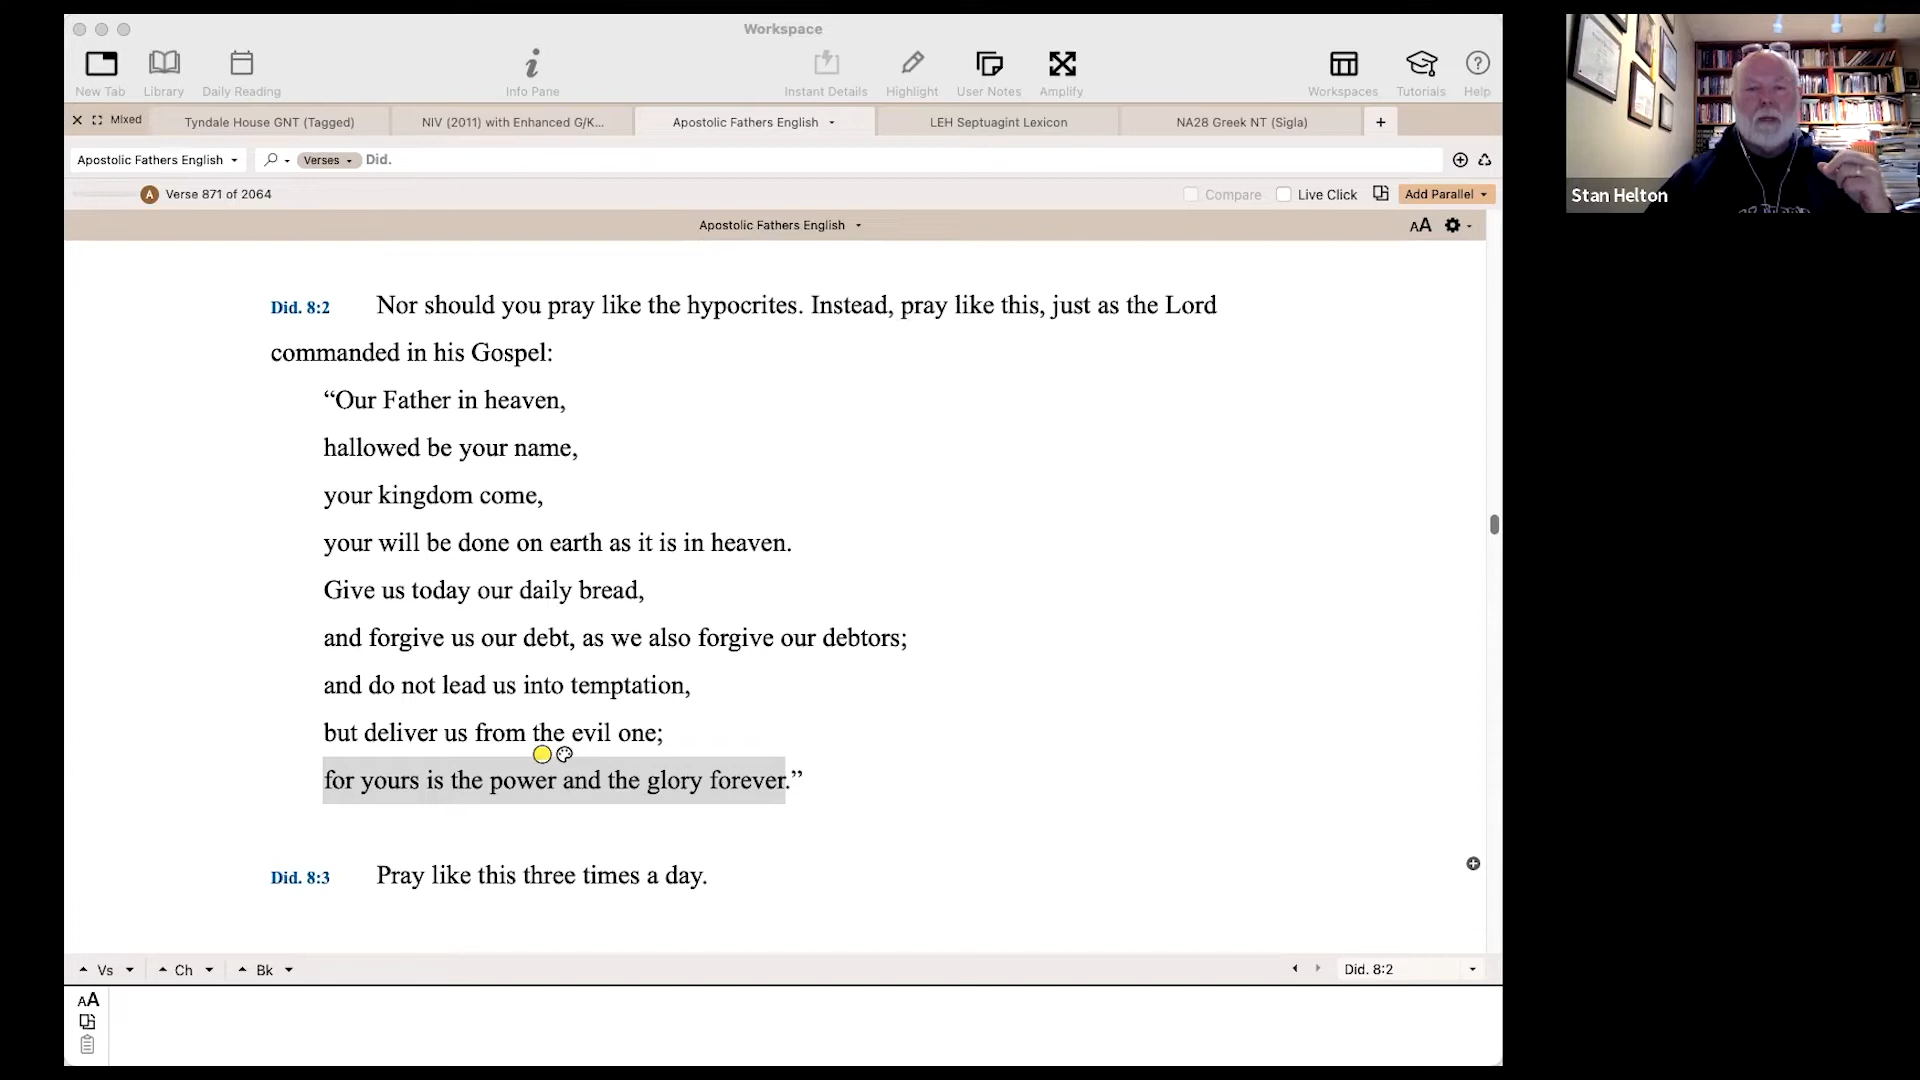 Workspace
New Tab
Library
Daily Reading
Info Pane
Instant Details
Highlight
User Notes
Amplify
Workspaces
Tutorials
Help
Mixed
Tyndale House GNT (Tagged)
NIV (2011) with Enhanced G/K...
Apostolic Fathers English
LEH Septuagint Lexicon
NA28 Greek NT (Sigla)
+
Apostolic Fathers English
Verses
Did.
A
Verse 871 of 2064
Compare
Live Click
Add Parallel
Apostolic Fathers English
AA
Did. 8:2 Nor should you pray like the hypocrites. Instead, pray like this, just as the Lord
commanded in his Gospel:
“Our Father in heaven,
hallowed be your name,
your kingdom come,
your will be done on earth as it is in heaven.
Give us today our daily bread,
and forgive us our debt, as we also forgive our debtors;
and do not lead us into temptation,
but deliver us from the evil one;
for yours is the power and the glory forever.”
Did. 8:3 Pray like this three times a day.
Vs
Ch
Bk
Did. 8:2
AA
Stan Helton